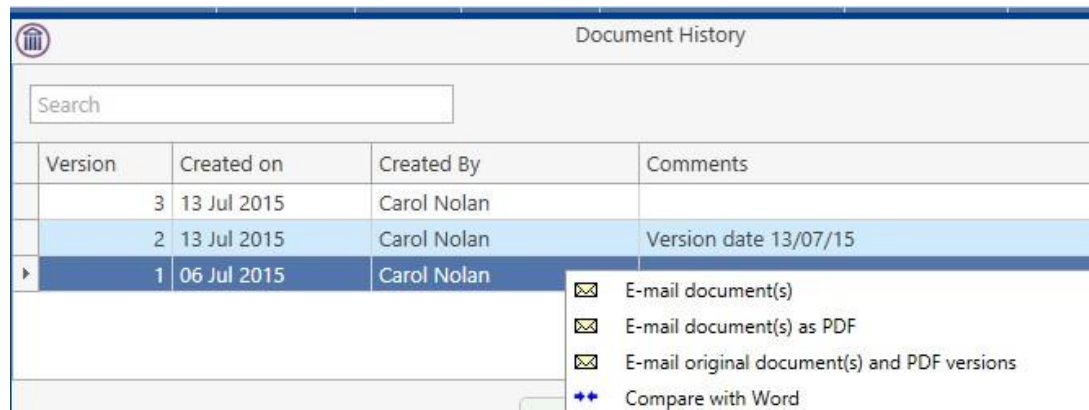 Document History
Search
Version Created on Created By Comments
3 13 Jul 2015 Carol Nolan
2 13 Jul 2015 Carol Nolan Version date 13/07/15
1 06 Jul 2015 Carol Nolan
E-mail document(s)
E-mail document(s) as PDF
E-mail original document(s) and PDF versions
Compare with Word